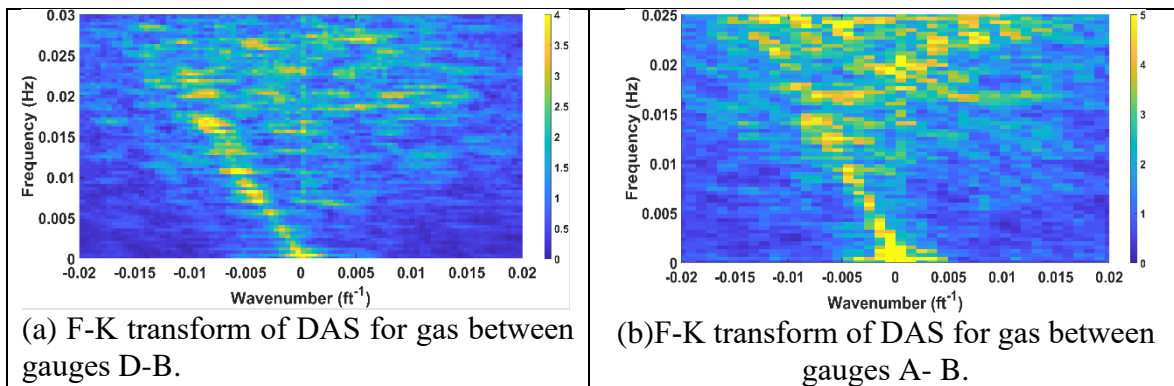 0.03
0.025
0.02
0.015
0.01
0.005
0
Frequency (Hz)
-0.02 -0.015 -0.01 -0.005 0 0.005 0.01 0.015 0.02
Wavenumber (ft⁻¹)
4
3.5
3
2.5
2
1.5
1
0.5
0
(a) F-K transform of DAS for gas between
gauges D-B.
0.025
0.02
0.015
0.01
0.005
0
Frequency (Hz)
-0.02 -0.015 -0.01 -0.005 0 0.005 0.01 0.015 0.02
Wavenumber (ft⁻¹)
5
4
3
2
1
0
(b)F-K transform of DAS for gas between
gauges A- B.